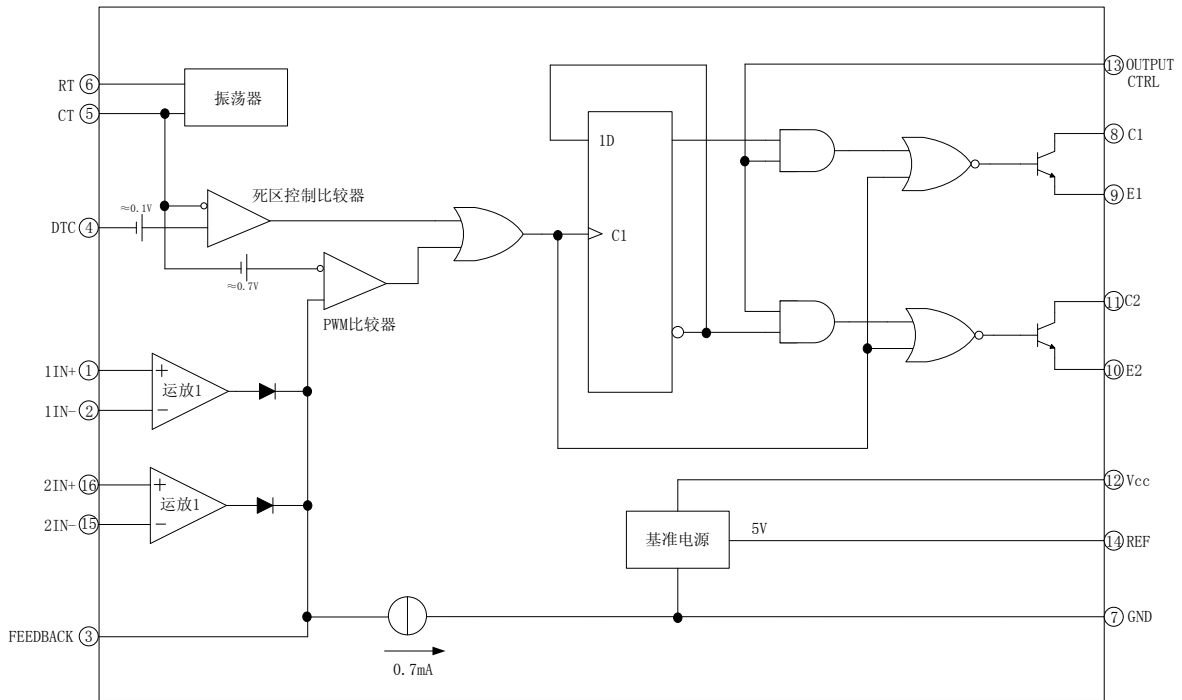 RT ⑥
振荡器
CT ⑤
⑬ OUTPUT
CTRL
⑧ C1
1D
死区控制比较器
⑨ E1
≈0.1V
DTC ④
C1
≈0.7V
PWM比较器
⑪ C2
1IN+ ①
+
运放1
1IN- ②
−
⑩ E2
2IN+ ⑯
+
运放1
2IN- ⑮
−
⑫ Vcc
基准电源
5V
⑭ REF
⑦ GND
FEEDBACK ③
0.7mA